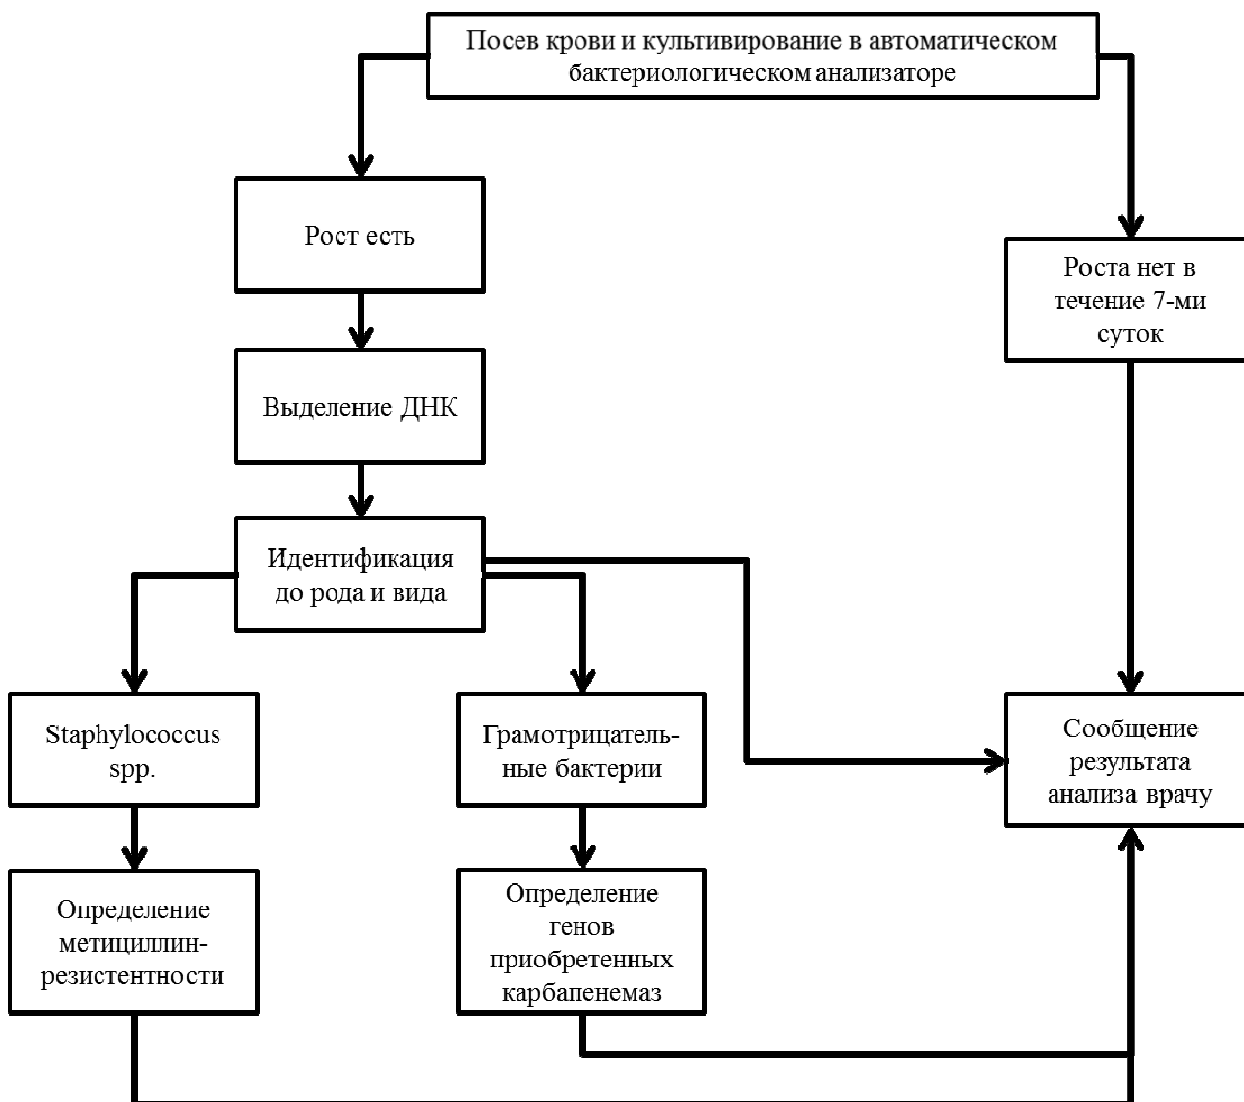 Посев крови и культивирование в автоматическом
бактериологическом анализаторе
Рост есть
Роста нет в
течение 7-ми
суток
Выделение ДНК
Идентификация
до рода и вида
Staphylococcus
spp.
Грамотрицатель-
ные бактерии
Сообщение
результата
анализа врачу
Определение
метициллин-
резистентности
Определение
генов
приобретенных
карбапенемаз